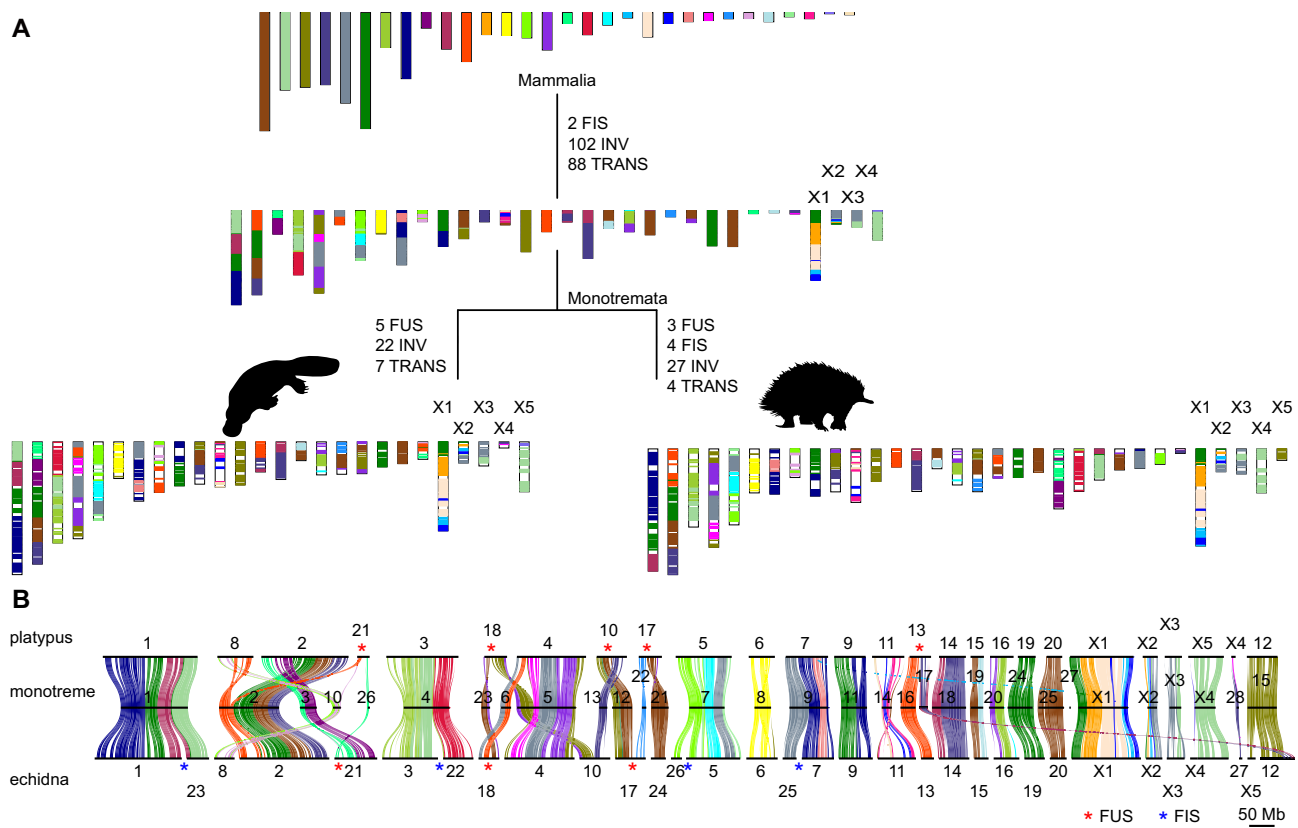 A
Mammalia
2 FIS
102 INV
88 TRANS
X2 X4
X1 X3
Monotremata
5 FUS
22 INV
7 TRANS
3 FUS
4 FIS
27 INV
4 TRANS
X1 X3 X5
X2 X4
X1 X3 X5
X2 X4
B
platypus
1 8 2 21 3 18 4 10 17 5 6 7 9 11 13 14 15 16 19 20 X1 X2 X3 X5 X4 12
monotreme
1 2 3 10 26 4 23 6 5 13 12 22 21 7 8 9 11 14 16 17 18 19 20 24 25 27 X1 X2 X3 X4 28 15
echidna
1 23 8 2 21 3 22 18 4 10 17 24 26 5 6 25 7 9 11 13 14 15 16 19 20 X1 X2 X3 X4 27 X5 12
* FUS * FIS 50 Mb